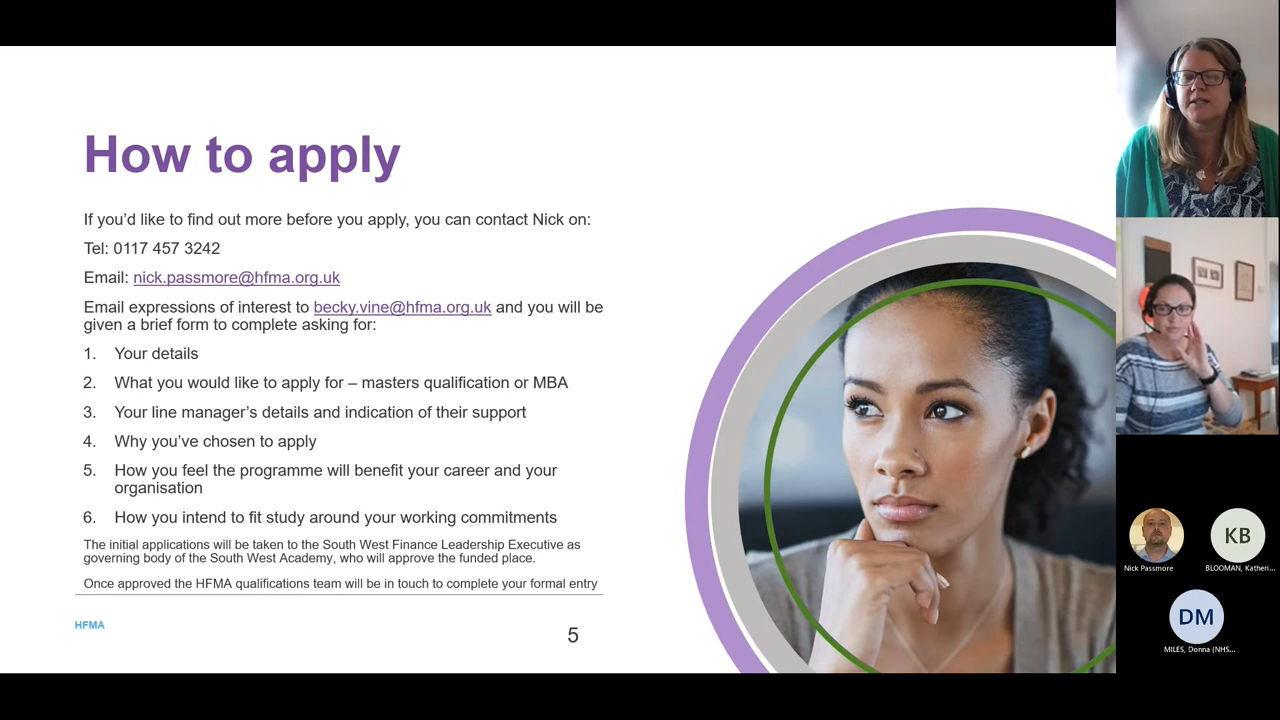 How to apply
If you’d like to find out more before you apply, you can contact Nick on:
Tel: 0117 457 3242
Email: nick.passmore@hfma.org.uk
Email expressions of interest to becky.vine@hfma.org.uk and you will be
given a brief form to complete asking for:
1. Your details
2. What you would like to apply for – masters qualification or MBA
3. Your line manager’s details and indication of their support
4. Why you’ve chosen to apply
5. How you feel the programme will benefit your career and your
organisation
6. How you intend to fit study around your working commitments
The initial applications will be taken to the South West Finance Leadership Executive as
governing body of the South West Academy, who will approve the funded place.
Once approved the HFMA qualifications team will be in touch to complete your formal entry
HFMA
5
KB
Nick Passmore
BLOOMAN, Katheri...
DM
MILES, Donna (NHS...